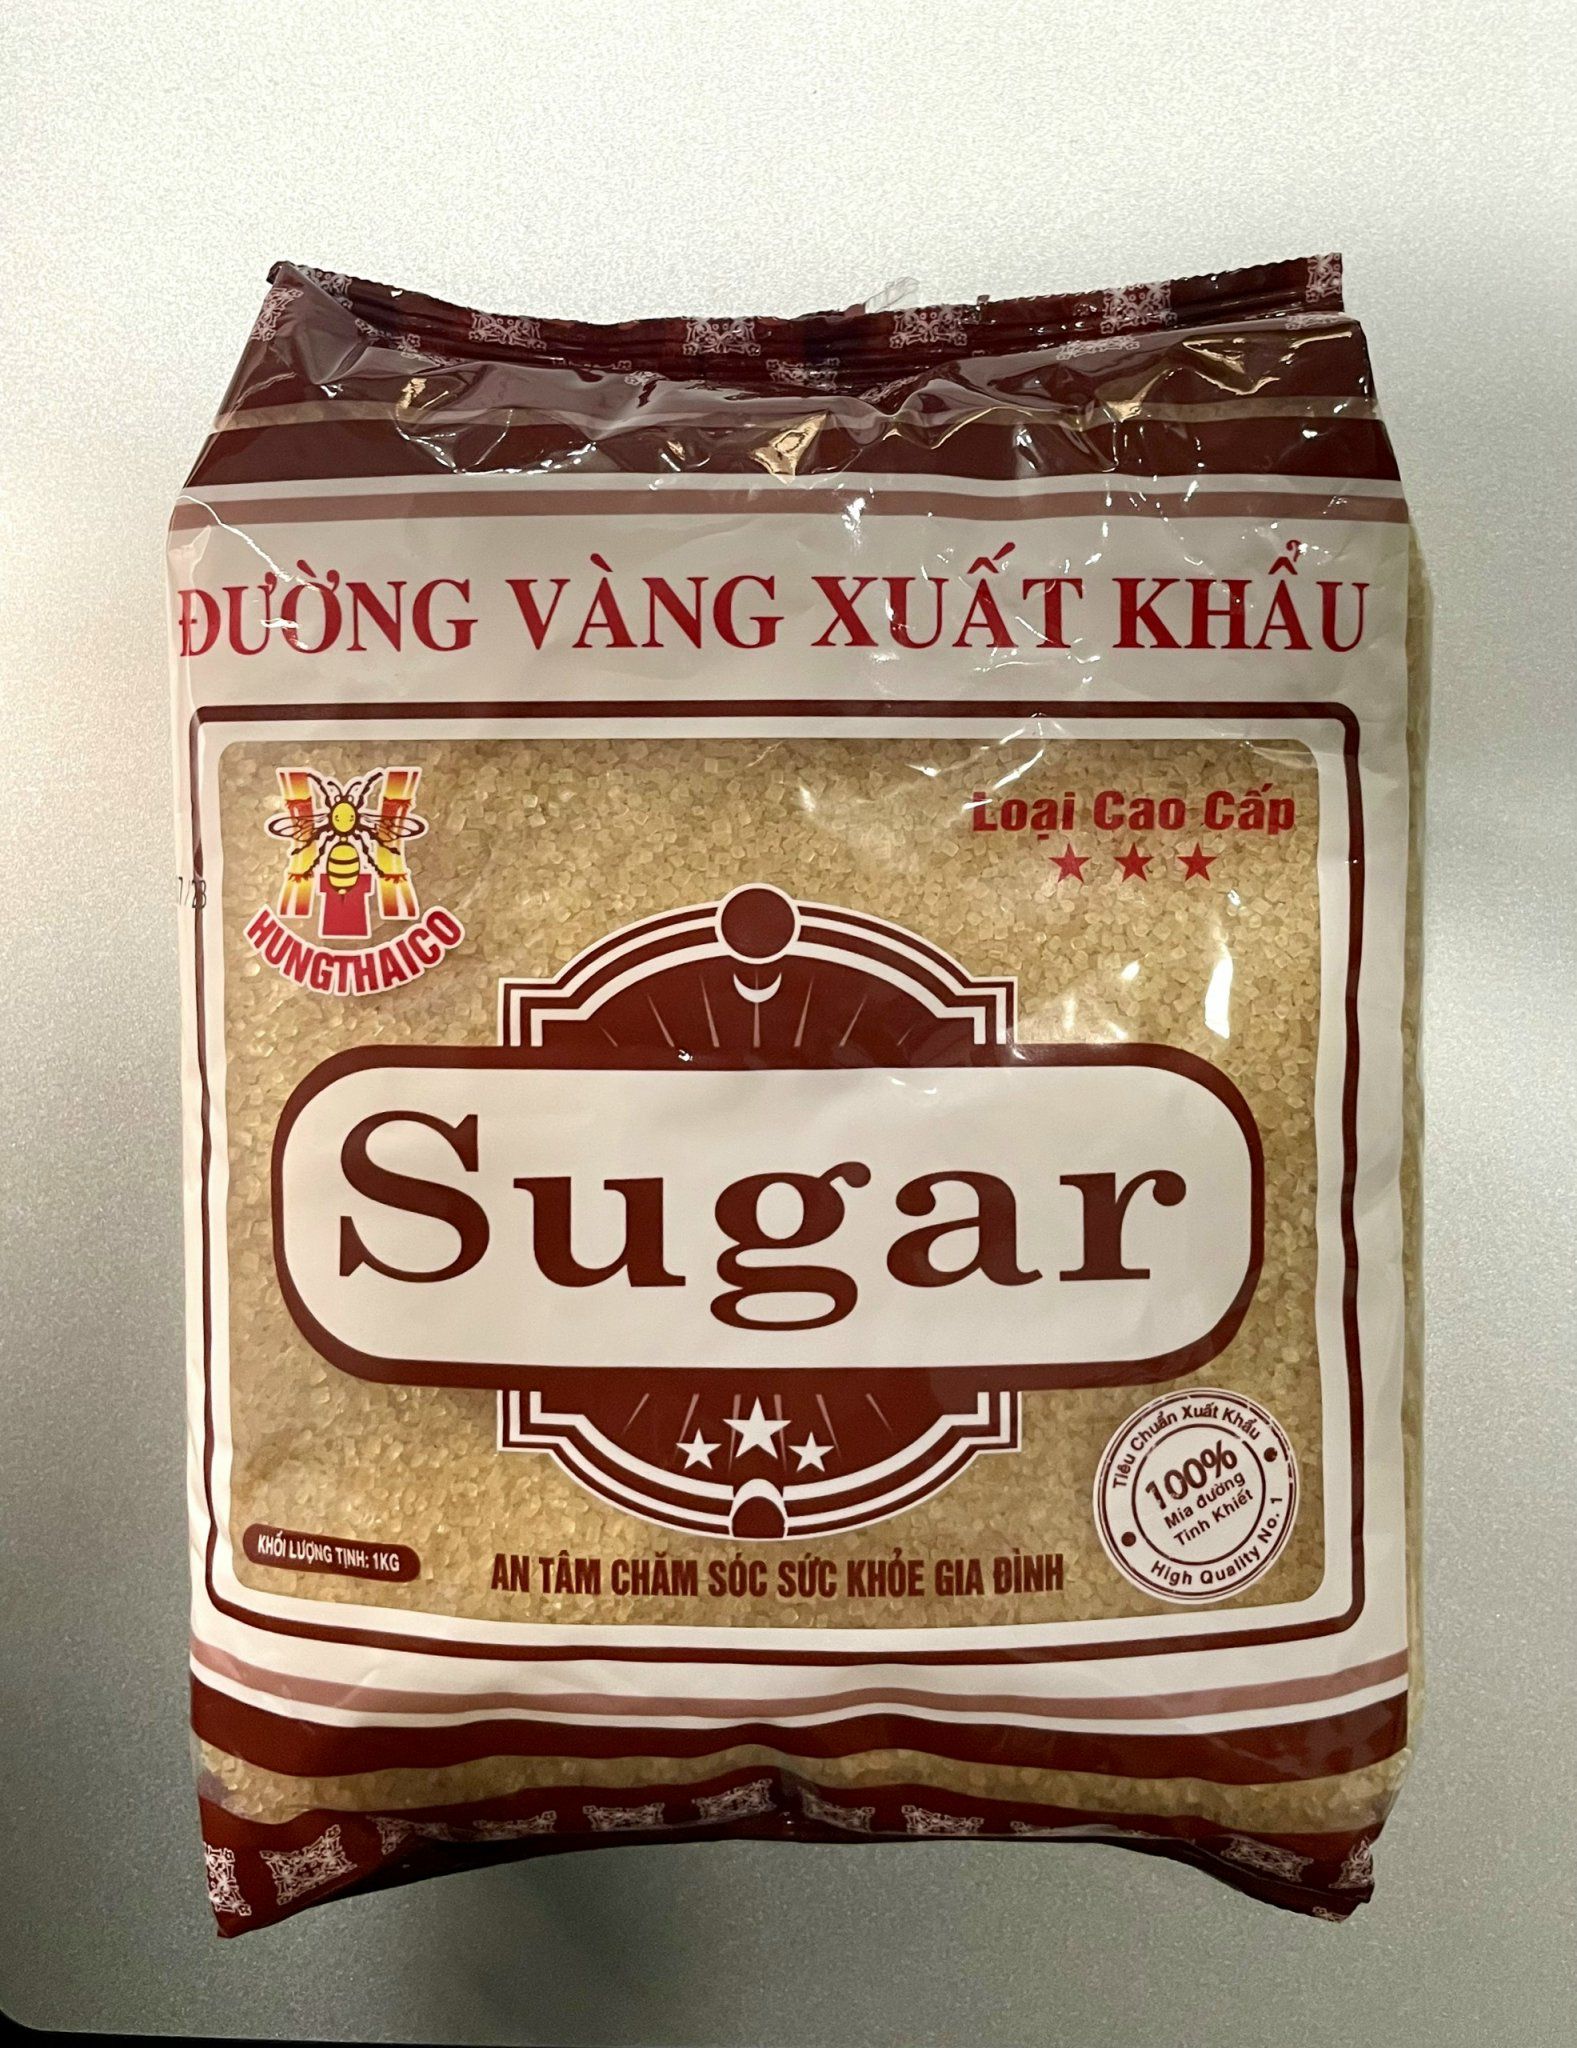 ĐƯỜNG VÀNG XUẤT KHẨU
HUNGTHAICO
Loại Cao Cấp
Sugar
KHỐI LƯỢNG TỊNH: 1KG
AN TÂM CHĂM SÓC SỨC KHỎE GIA ĐÌNH
Tiêu Chuẩn Xuất Khẩu
100%
Mía đường
Tinh Khiết
High Quality No. 1